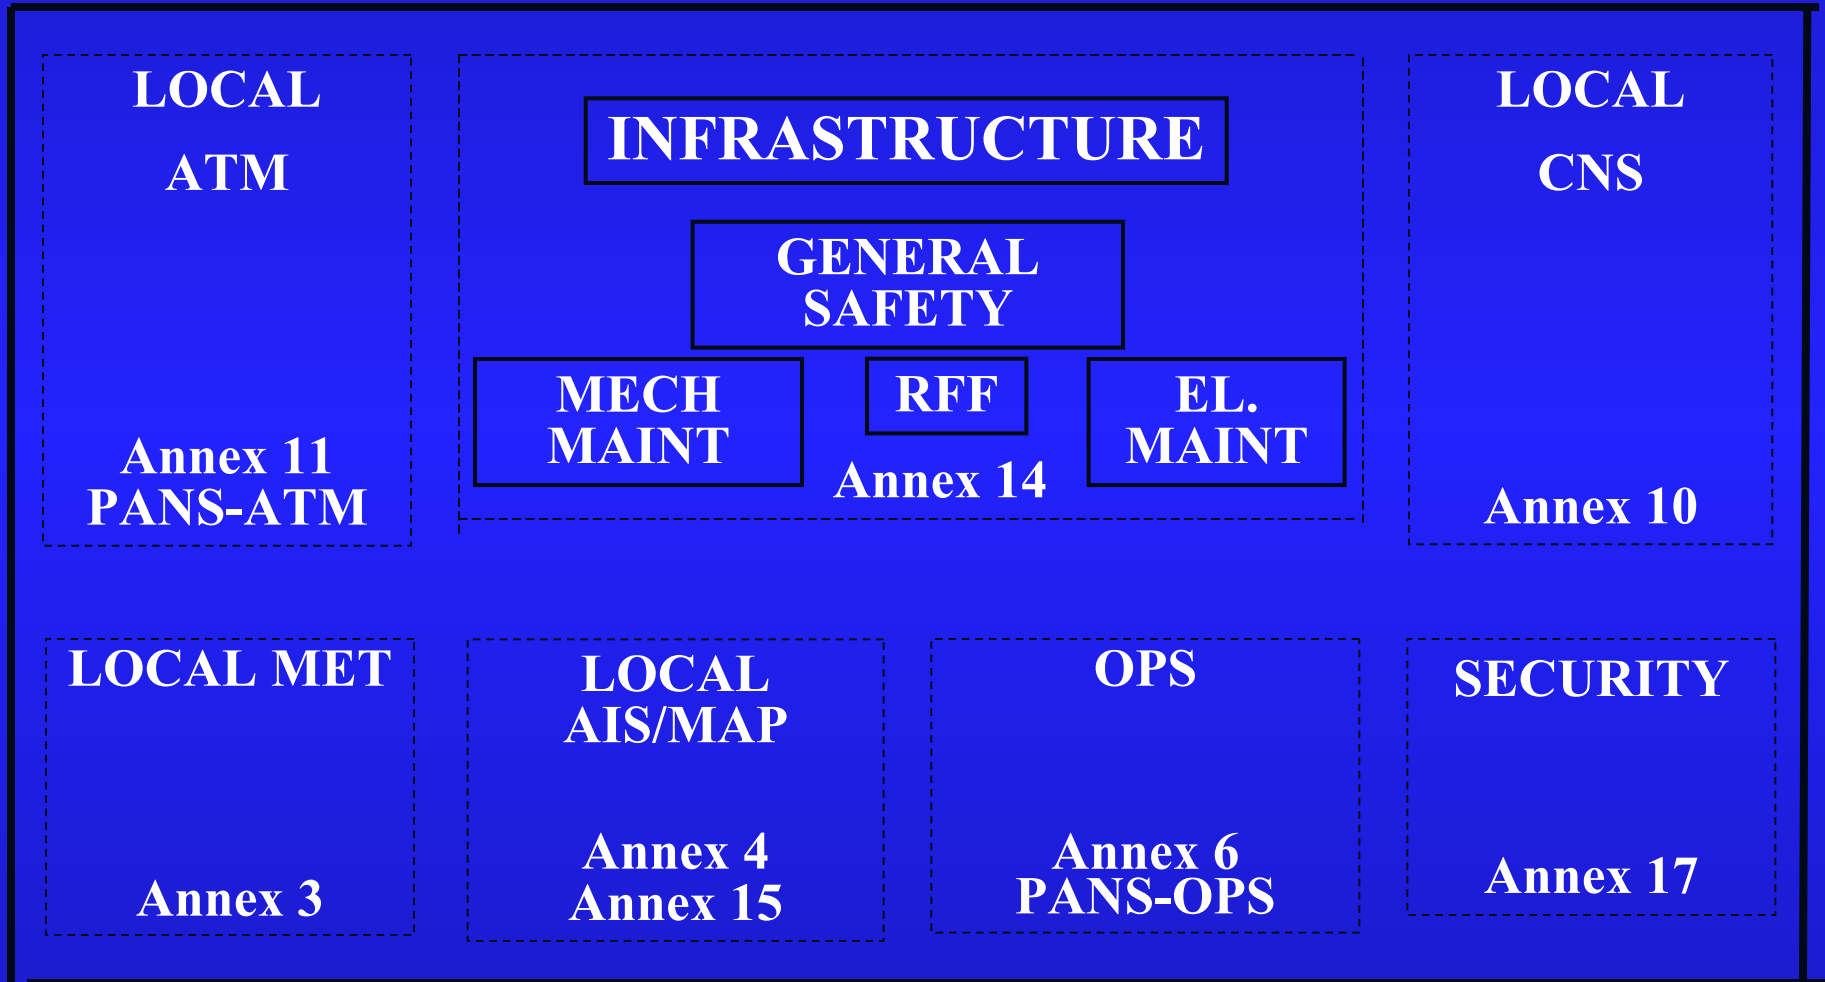 LOCAL
ATM
Annex 11
PANS-ATM
INFRASTRUCTURE
GENERAL
SAFETY
MECH
MAINT
RFF
EL.
MAINT
Annex 14
LOCAL
CNS
Annex 10
LOCAL MET
Annex 3
LOCAL
AIS/MAP
Annex 4
Annex 15
OPS
Annex 6
PANS-OPS
SECURITY
Annex 17